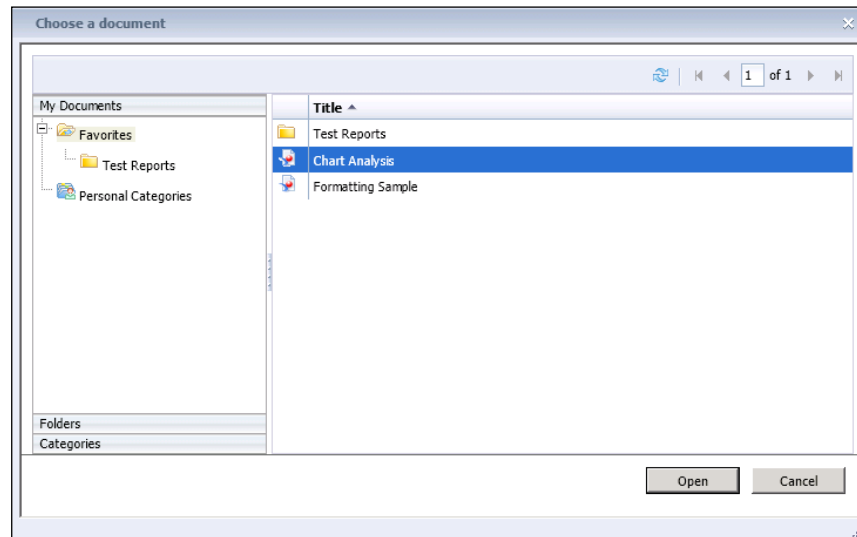 Choose a document
1 of 1
My Documents
Favorites
Test Reports
Personal Categories
Folders
Categories
Title
Test Reports
Chart Analysis
Formatting Sample
Open Cancel